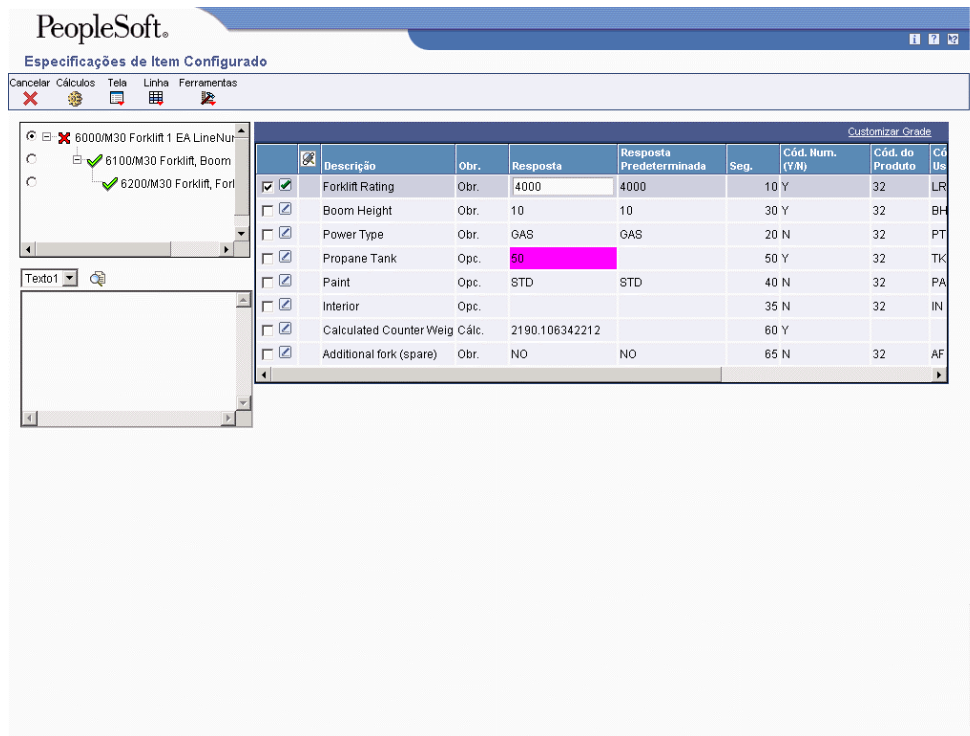 PeopleSoft.
Especificações de Item Configurado
Cancelar Cálculos Tela Linha Ferramentas
6000/M30 Forklift 1 EA LineNur
6100/M30 Forklift, Boom
6200/M30 Forklift, Forl
Texto1
Customizar Grade
Descrição Obr. Resposta Resposta Predeterminada Seg. Cód. Num. (Y/N) Cód. do Produto Có Us
Forklift Rating Obr. 4000 4000 10 Y 32 LR
Boom Height Obr. 10 10 30 Y 32 BH
Power Type Obr. GAS GAS 20 N 32 PT
Propane Tank Opc. 50 50 Y 32 TK
Paint Opc. STD STD 40 N 32 PA
Interior Opc. 35 N 32 IN
Calculated Counter Weig Cálc. 2190.106342212 60 Y
Additional fork (spare) Obr. NO NO 65 N 32 AF